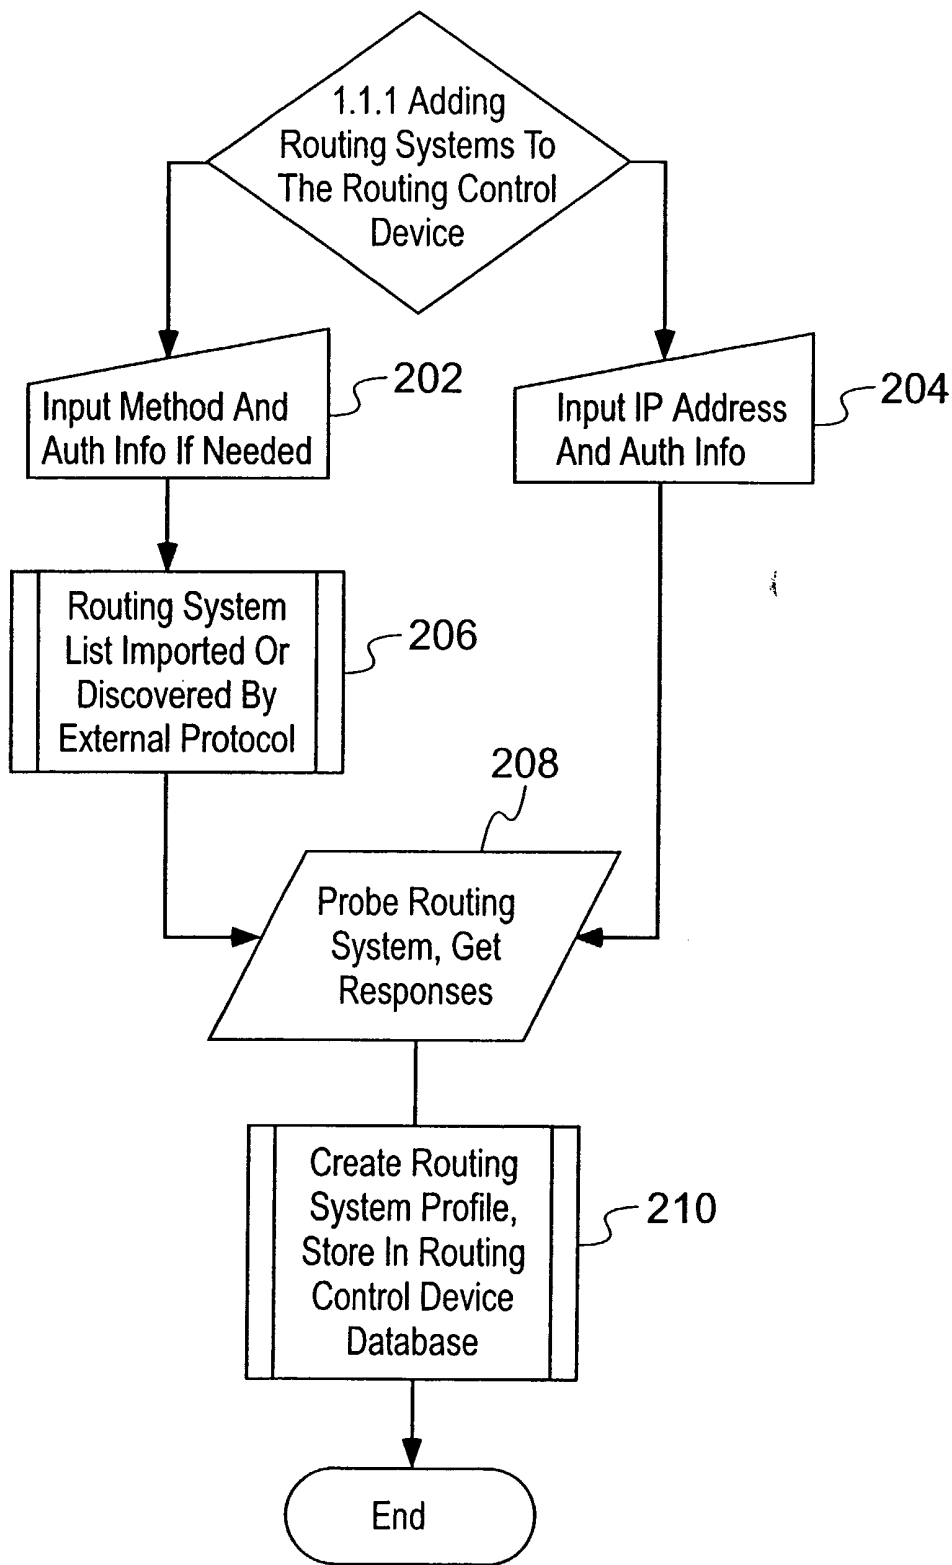 1.1.1 Adding
Routing Systems To
The Routing Control
Device
Input Method And
Auth Info If Needed
202
Input IP Address
And Auth Info
204
Routing System
List Imported Or
Discovered By
External Protocol
206
208
Probe Routing
System, Get
Responses
Create Routing
System Profile,
Store In Routing
Control Device
Database
210
End